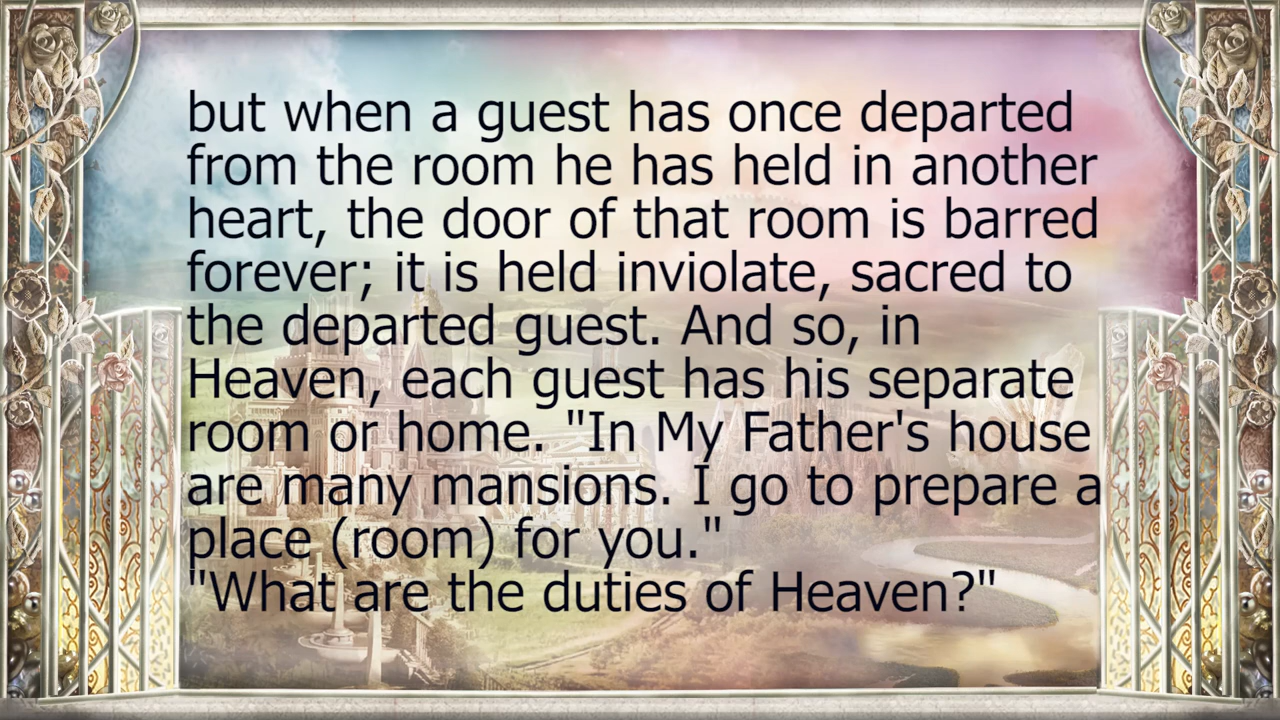 but when a guest has once departed
from the room he has held in another
heart, the door of that room is barred
forever; it is held inviolate, sacred to
the departed guest. And so, in
Heaven, each guest has his separate
room or home. "In My Father's house
are many mansions. I go to prepare a
place (room) for you."
"What are the duties of Heaven?"